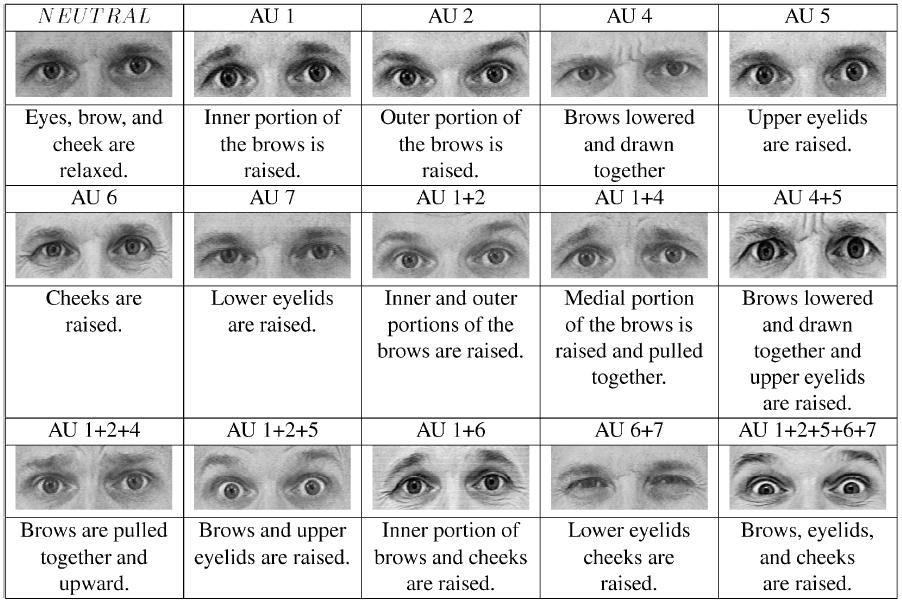 NEUTRAL AU 1 AU 2 AU 4 AU 5
Eyes, brow, and
cheek are
relaxed.
Inner portion of
the brows is
raised.
Outer portion of
the brows is
raised.
Brows lowered
and drawn
together
Upper eyelids
are raised.
AU 6 AU 7 AU 1+2 AU 1+4 AU 4+5
Cheeks are
raised.
Lower eyelids
are raised.
Inner and outer
portions of the
brows are raised.
Medial portion
of the brows is
raised and pulled
together.
Brows lowered
and drawn
together and
upper eyelids
are raised.
AU 1+2+4 AU 1+2+5 AU 1+6 AU 6+7 AU 1+2+5+6+7
Brows are pulled
together and
upward.
Brows and upper
eyelids are raised.
Inner portion of
brows and cheeks
are raised.
Lower eyelids
cheeks are
raised.
Brows, eyelids,
and cheeks
are raised.